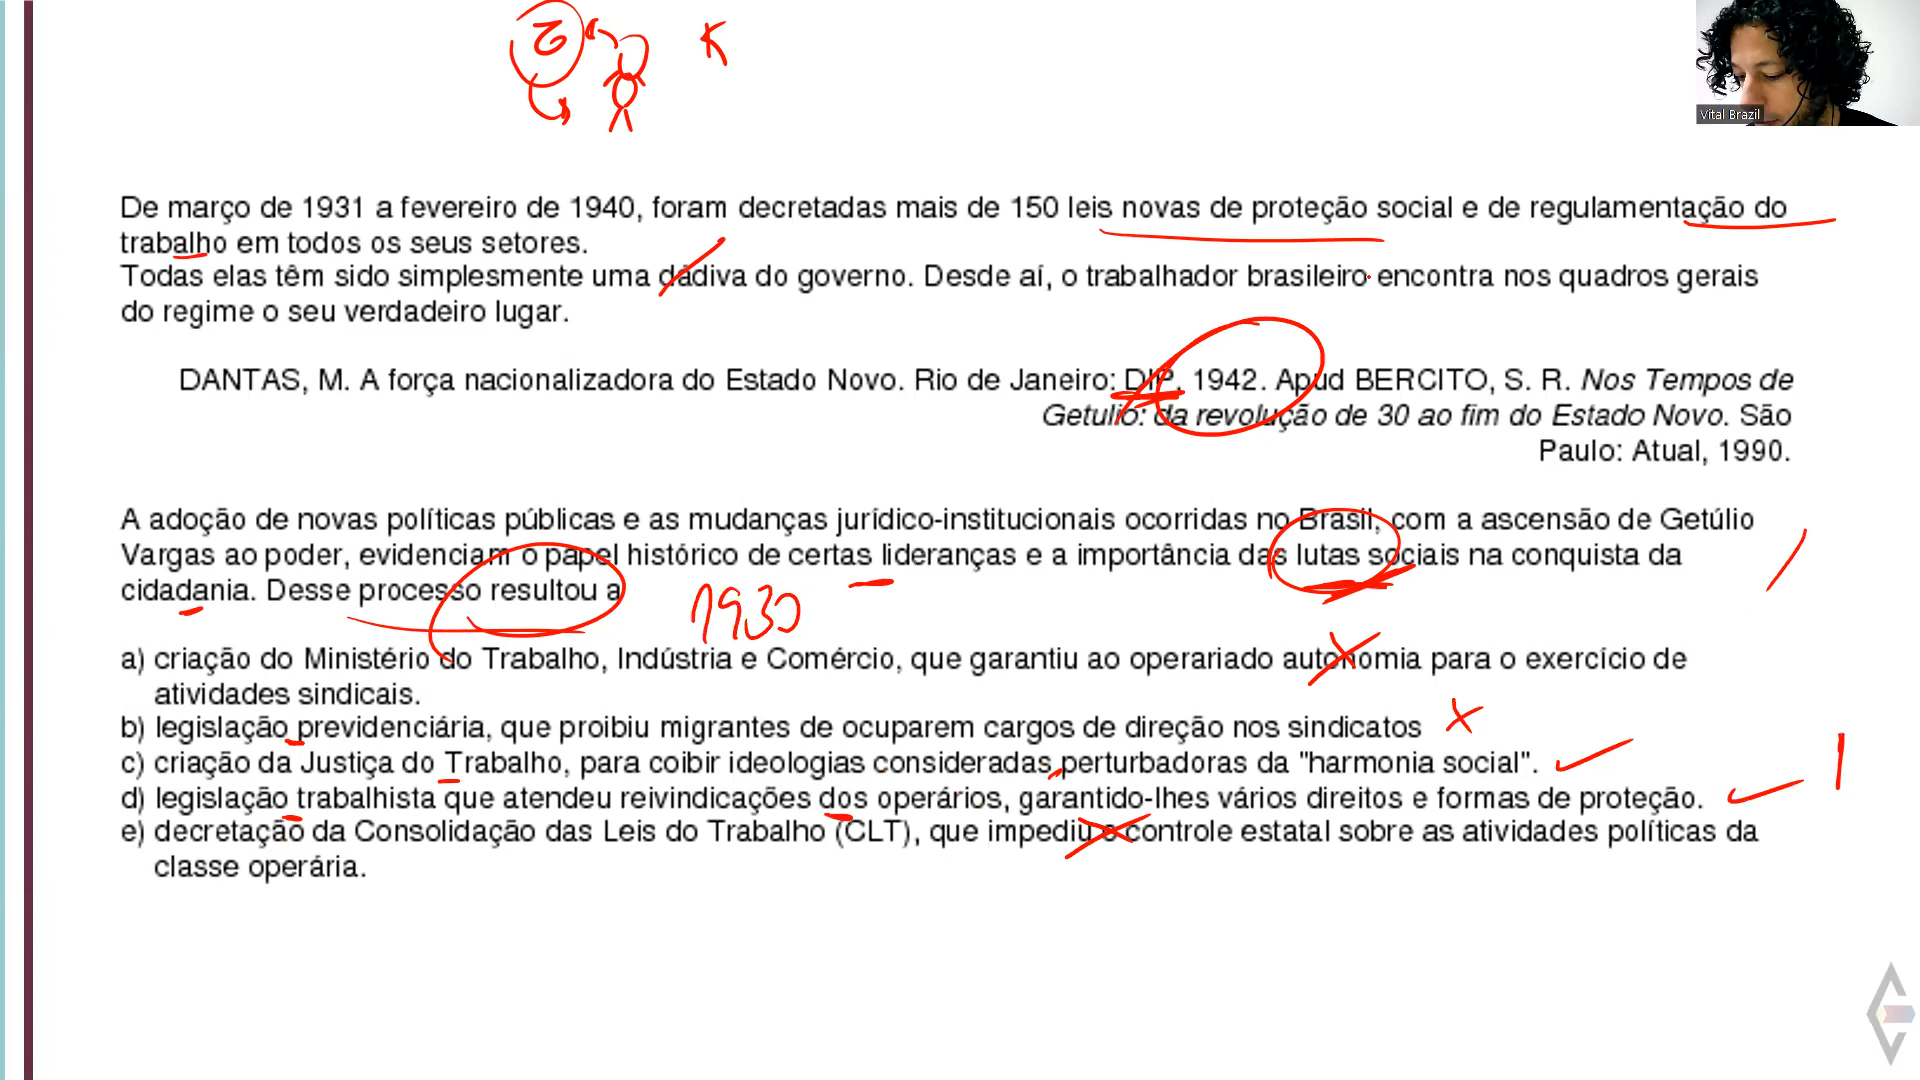 Vital Brazil
De março de 1931 a fevereiro de 1940, foram decretadas mais de 150 leis novas de proteção social e de regulamentação do
trabalho em todos os seus setores.
Todas elas têm sido simplesmente uma dádiva do governo. Desde aí, o trabalhador brasileiro encontra nos quadros gerais
do regime o seu verdadeiro lugar.
DANTAS, M. A força nacionalizadora do Estado Novo. Rio de Janeiro: DIP, 1942. Apud BERCITO, S. R. Nos Tempos de
Getulio: da revolução de 30 ao fim do Estado Novo. São
Paulo: Atual, 1990.
A adoção de novas políticas públicas e as mudanças jurídico-institucionais ocorridas no Brasil, com a ascensão de Getúlio
Vargas ao poder, evidenciam o papel histórico de certas lideranças e a importância das lutas sociais na conquista da
cidadania. Desse processo resultou a
1930
a) criação do Ministério do Trabalho, Indústria e Comércio, que garantiu ao operariado autonomia para o exercício de
atividades sindicais.
b) legislação previdenciária, que proibiu migrantes de ocuparem cargos de direção nos sindicatos
c) criação da Justiça do Trabalho, para coibir ideologias consideradas perturbadoras da "harmonia social".
d) legislação trabalhista que atendeu reivindicações dos operários, garantido-lhes vários direitos e formas de proteção.
e) decretação da Consolidação das Leis do Trabalho (CLT), que impediu o controle estatal sobre as atividades políticas da
classe operária.